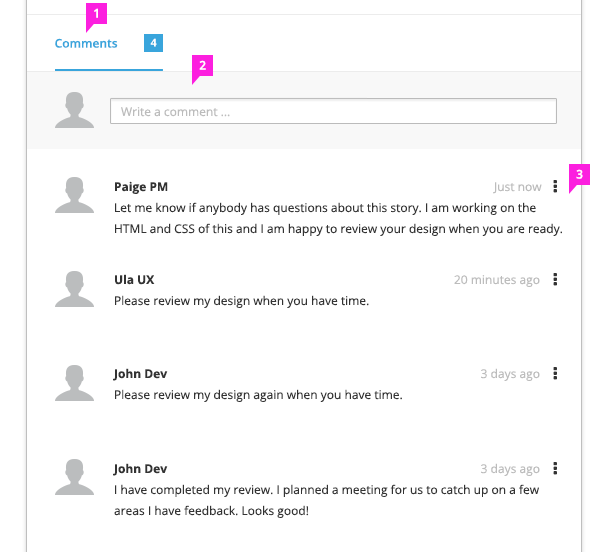 1
Comments 4
2
Write a comment ...
3
Paige PM Just now
Let me know if anybody has questions about this story. I am working on the
HTML and CSS of this and I am happy to review your design when you are ready.
Ula UX 20 minutes ago
Please review my design when you have time.
John Dev 3 days ago
Please review my design again when you have time.
John Dev 3 days ago
I have completed my review. I planned a meeting for us to catch up on a few
areas I have feedback. Looks good!